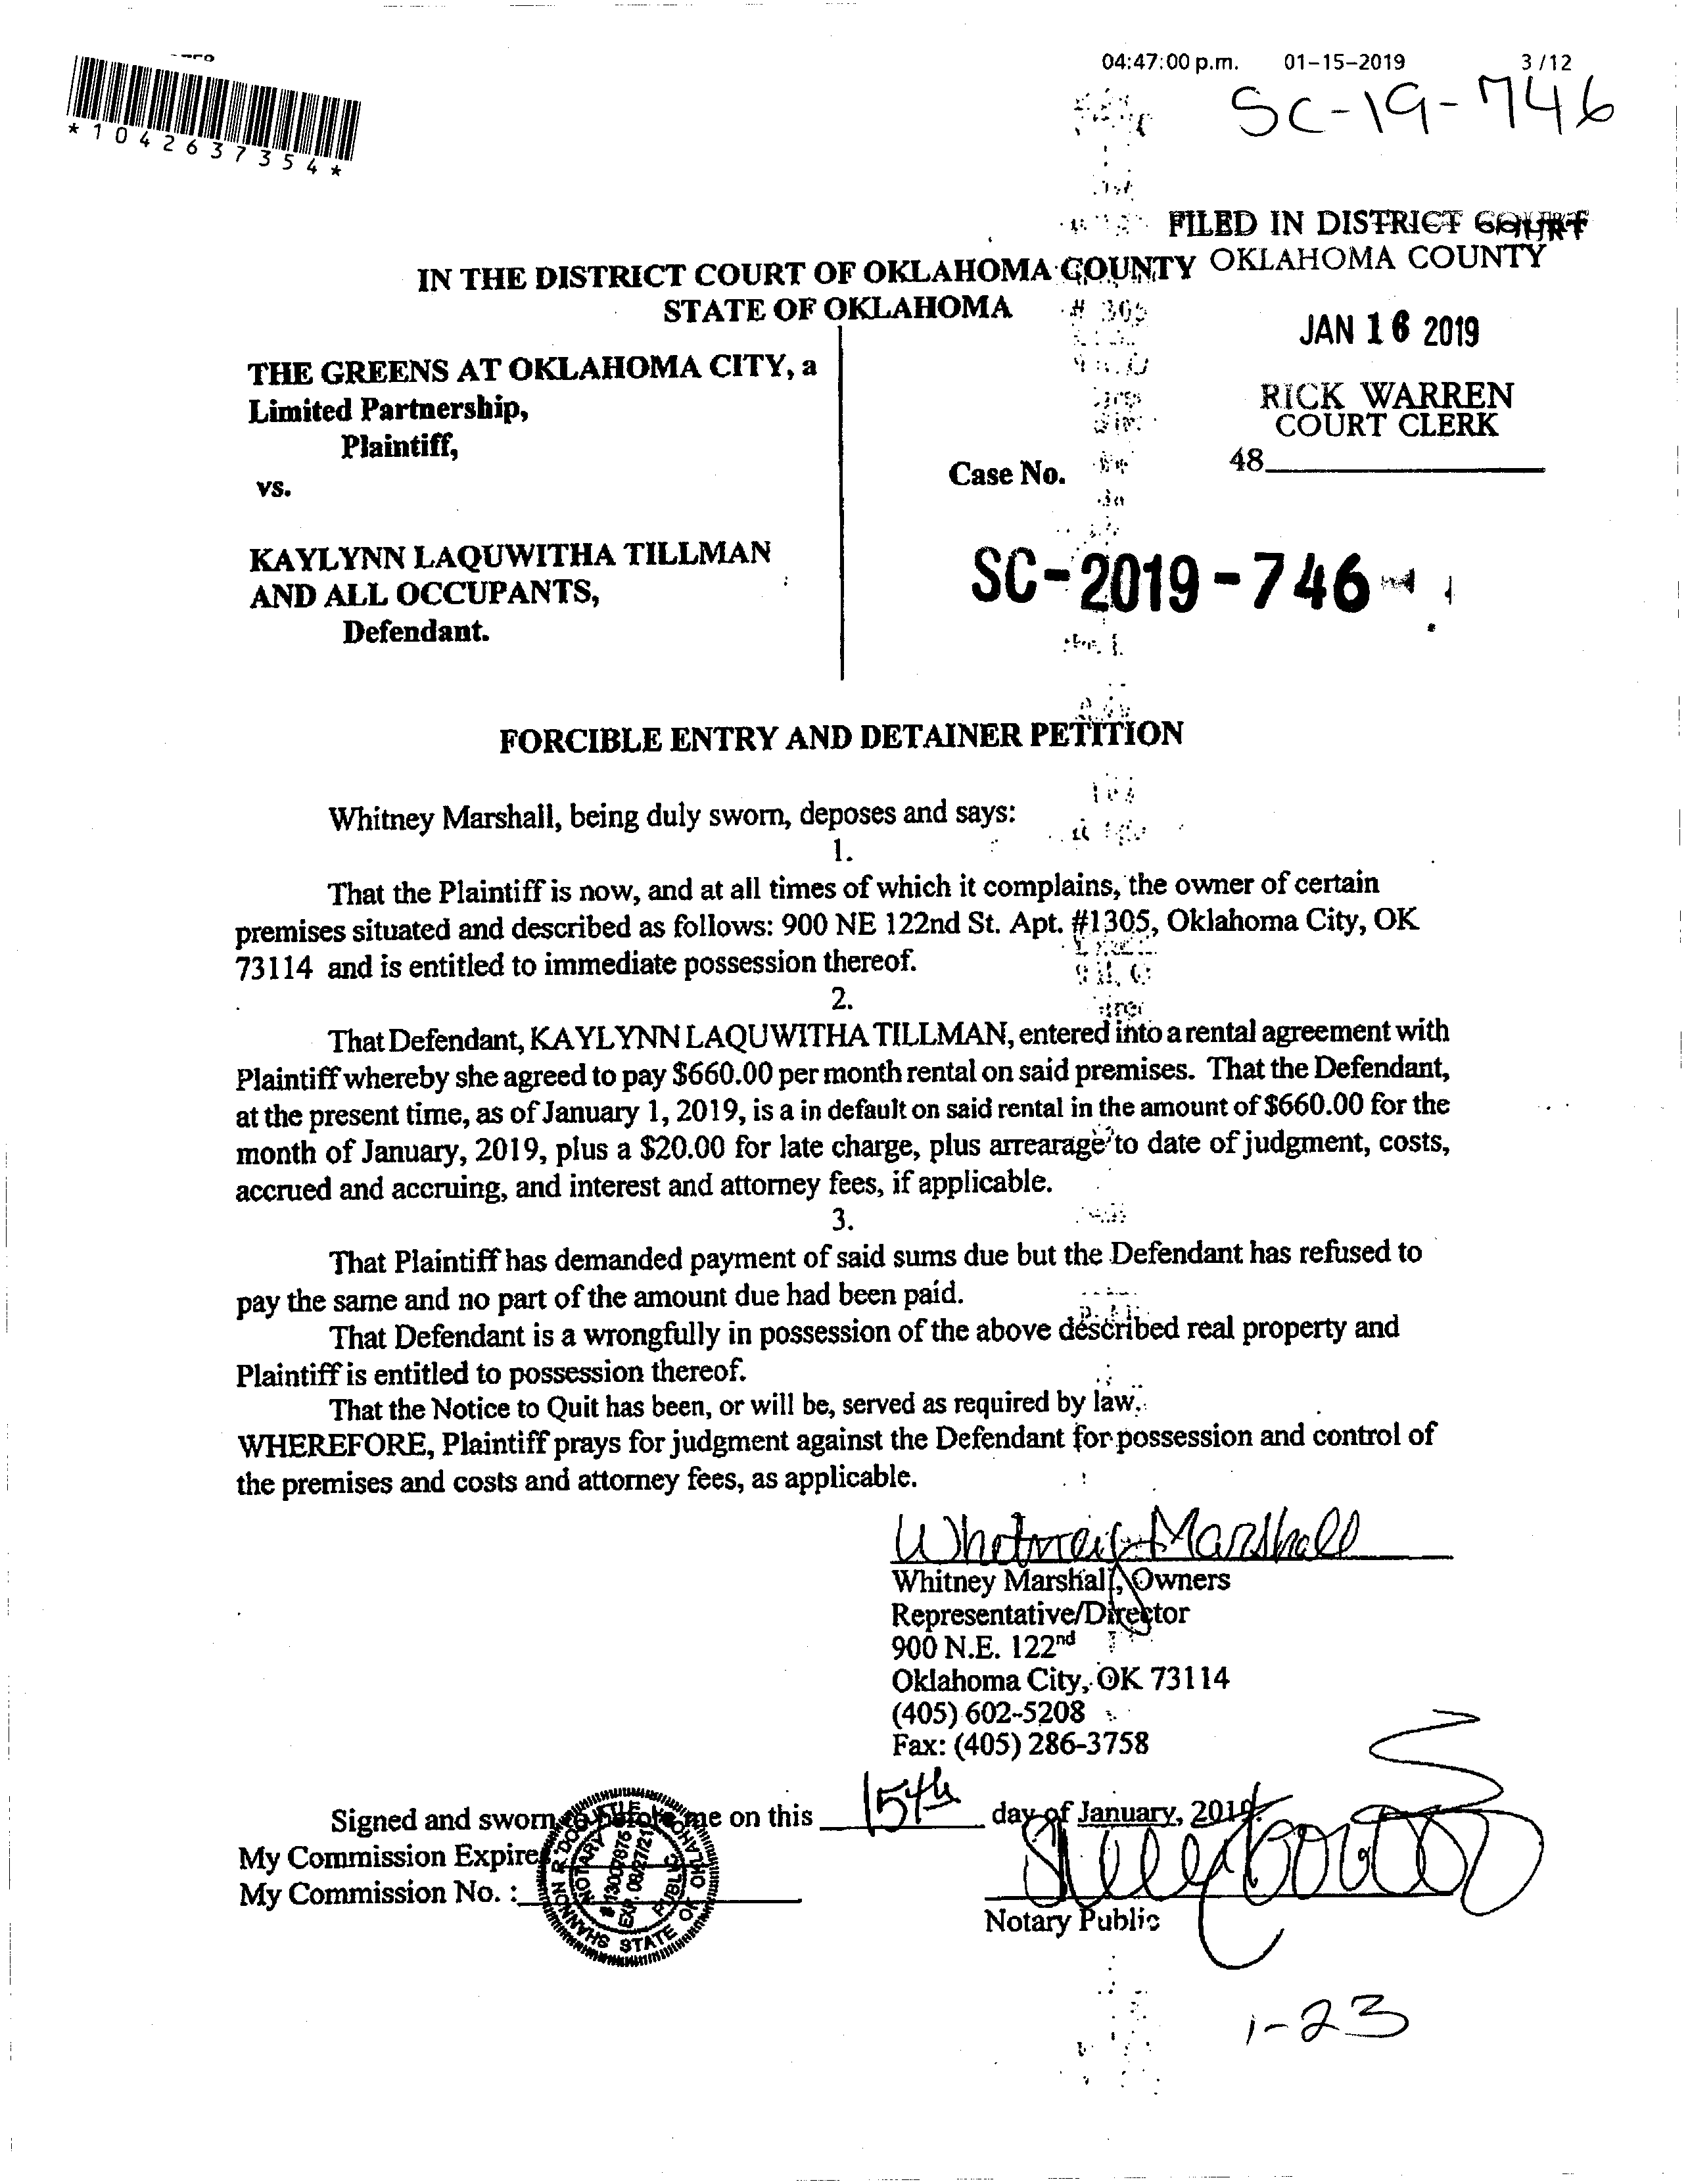 04:47:00 p.m. 01-15-2019 3/12
*1042637354*
SC-19-746
FILED IN DISTRICT COURT
OKLAHOMA COUNTY
IN THE DISTRICT COURT OF OKLAHOMA COUNTY
STATE OF OKLAHOMA
JAN 16 2019
RICK WARREN
COURT CLERK
48
THE GREENS AT OKLAHOMA CITY, a
Limited Partnership,
Plaintiff,
vs.
Case No.
KAYLYNN LAQUWITHA TILLMAN
AND ALL OCCUPANTS,
Defendant.
SC-2019-746
FORCIBLE ENTRY AND DETAINER PETITION
Whitney Marshall, being duly sworn, deposes and says:
1.
That the Plaintiff is now, and at all times of which it complains, the owner of certain
premises situated and described as follows: 900 NE 122nd St. Apt. #1305, Oklahoma City, OK
73114 and is entitled to immediate possession thereof.
2.
That Defendant, KAYLYNN LAQUWITHA TILLMAN, entered into a rental agreement with
Plaintiff whereby she agreed to pay $660.00 per month rental on said premises. That the Defendant,
at the present time, as of January 1, 2019, is a in default on said rental in the amount of $660.00 for the
month of January, 2019, plus a $20.00 for late charge, plus arrearage to date of judgment, costs,
accrued and accruing, and interest and attorney fees, if applicable.
3.
That Plaintiff has demanded payment of said sums due but the Defendant has refused to
pay the same and no part of the amount due had been paid.
That Defendant is a wrongfully in possession of the above described real property and
Plaintiff is entitled to possession thereof.
That the Notice to Quit has been, or will be, served as required by law.
WHEREFORE, Plaintiff prays for judgment against the Defendant for possession and control of
the premises and costs and attorney fees, as applicable.
Whitney Marshall
Whitney Marshall, Owners
Representative/Director
900 N.E. 122nd
Oklahoma City, OK 73114
(405) 602-5208
Fax: (405) 286-3758
Signed and sworn to before me on this 15th day of January, 2019.
My Commission Expires
My Commission No. :
NOTARY PUBLIC
STATE OF OKLAHOMA
#13007876
EXP. 08/27/21
Notary Public
1-23